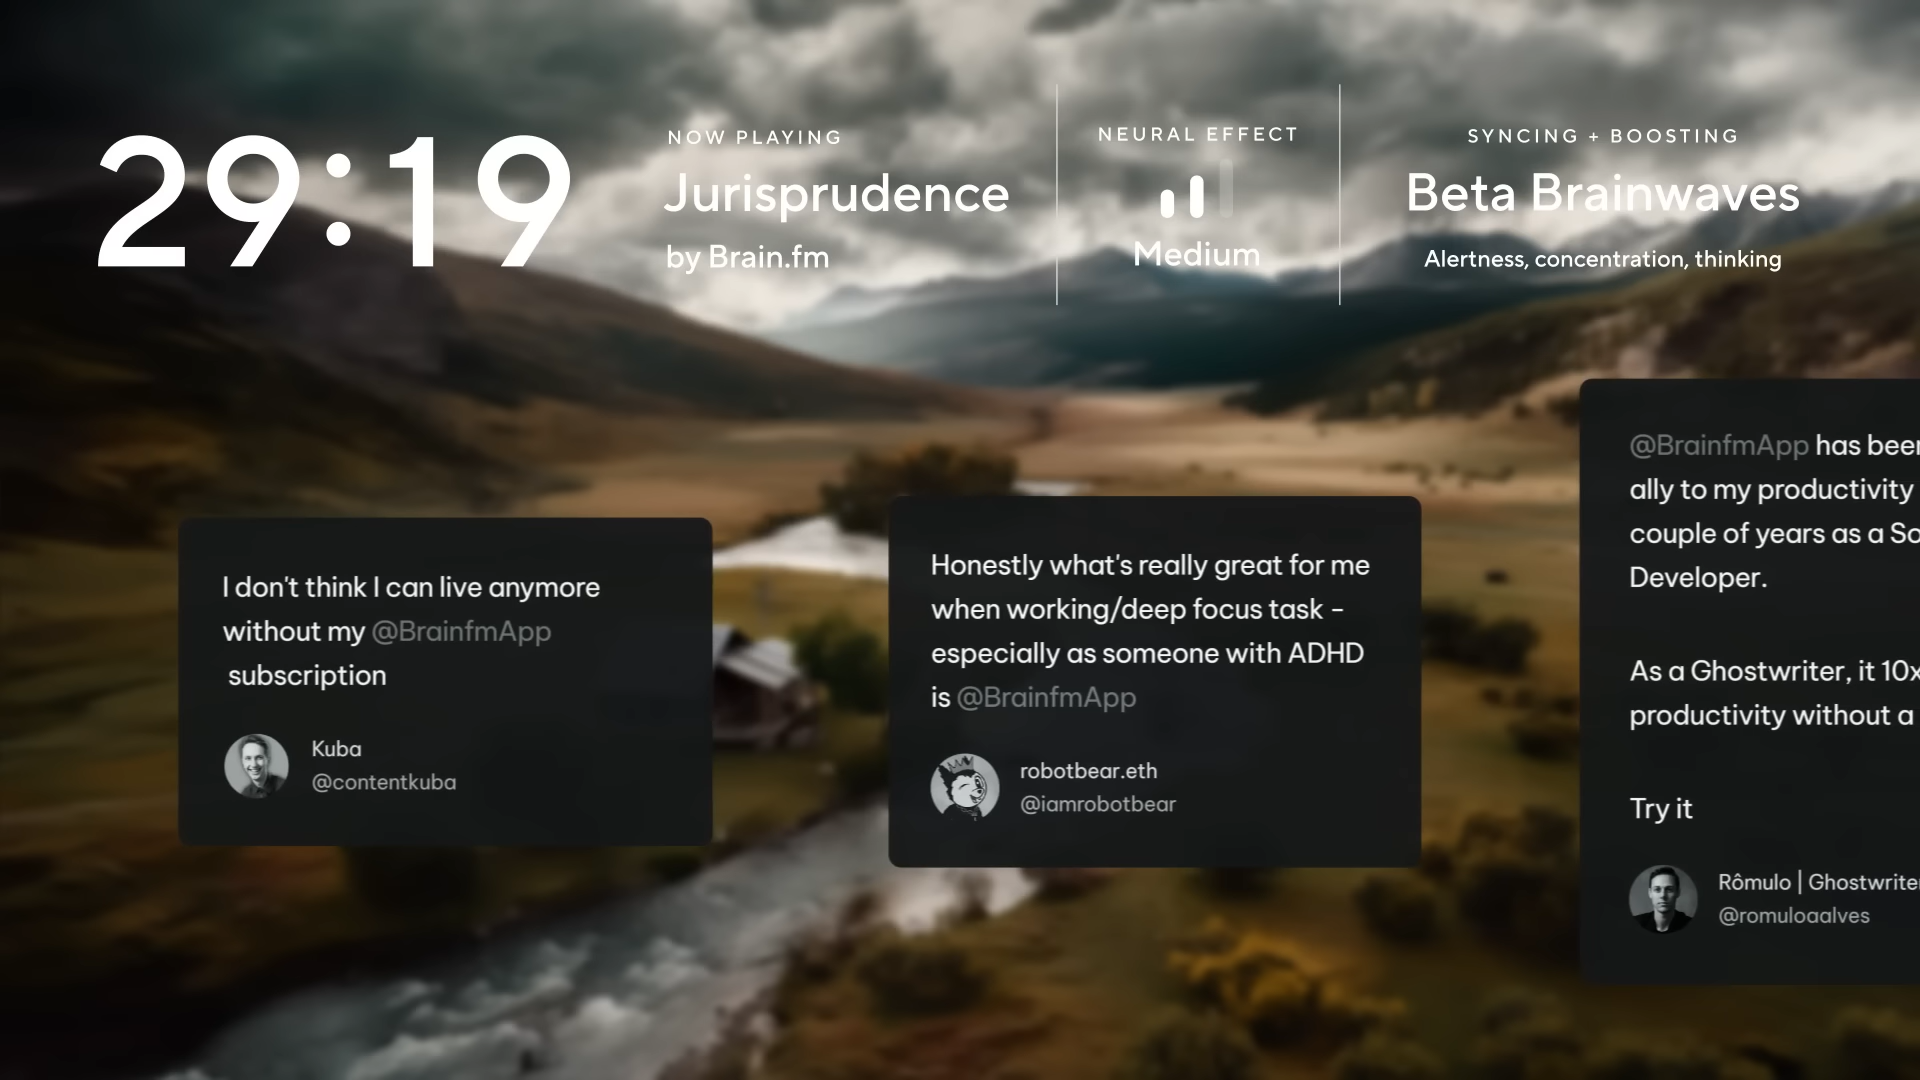 29:19
NOW PLAYING
Jurisprudence
by Brain.fm
NEURAL EFFECT
Medium
SYNCING + BOOSTING
Beta Brainwaves
Alertness, concentration, thinking
I don't think I can live anymore
without my @BrainfmApp
subscription
Kuba
@contentkuba
Honestly what's really great for me
when working/deep focus task -
especially as someone with ADHD
is @BrainfmApp
robotbear.eth
@iamrobotbear
@BrainfmApp has been
ally to my productivity
couple of years as a So
Developer.
As a Ghostwriter, it 10x
productivity without a
Try it
Rômulo | Ghostwriter
@romuloaalves